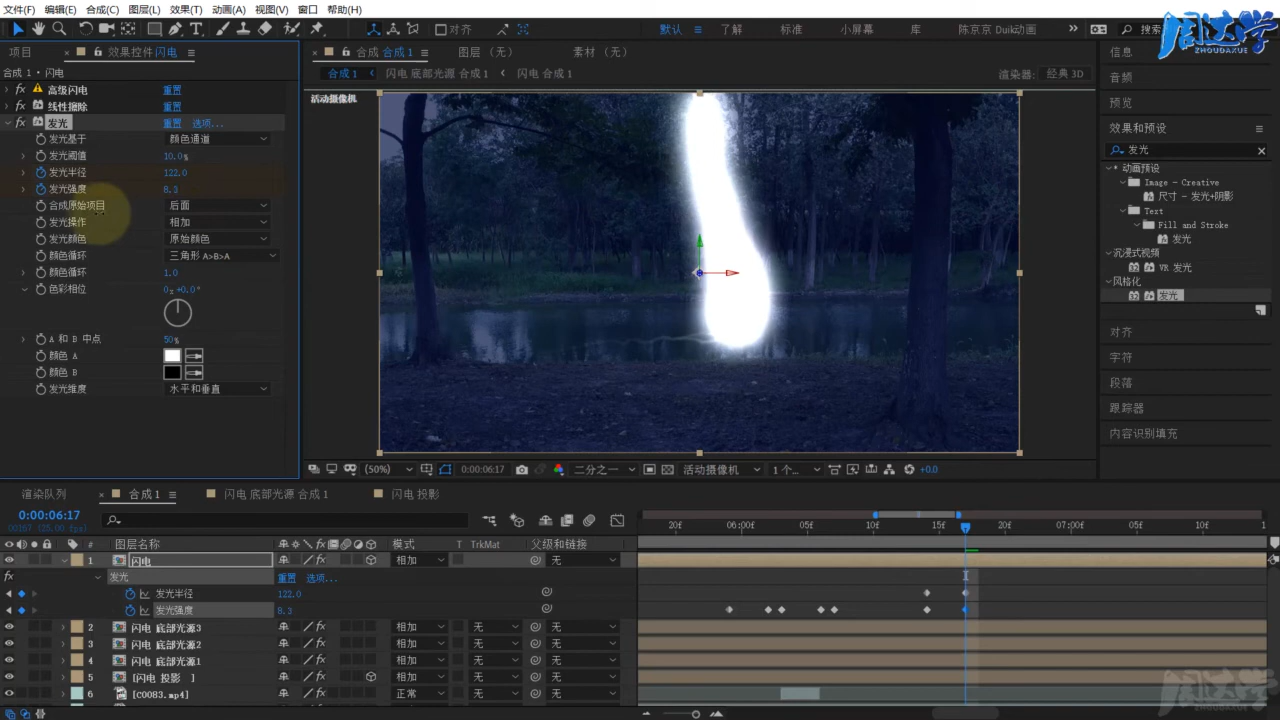 文件(F) 编辑(E) 合成(C) 图层(L) 效果(T) 动画(A) 视图(V) 窗口 帮助(H)
对齐 默认 了解 标准 小屏幕 陈京京 Duik动画 搜索
周达学
ZHOUDAXUE
项目 效果控件 闪电
合成 合成1 图层 (无) 素材 (无)
信息
合成 1 • 闪电
合成1 闪电 底部光源 合成1 闪电 合成1 渲染器: 经典 3D
音频
高级闪电 重置
线性擦除 重置
发光 重置 选项...
发光基于 颜色通道
发光阈值 10.0%
发光半径 122.0
发光强度 8.3
合成原始项目 后面
发光操作 相加
发光颜色 原始颜色
颜色循环 三角形 A>B>A
颜色循环 1.0
色彩相位 0x+0.0°
A 和 B 中点 50%
颜色 A
颜色 B
发光维度 水平和垂直
活动摄像机
预览
效果和预设
发光
动画预设
Image - Creative
尺寸 - 发光+阴影
Text
Fill and Stroke
发光
沉浸式视频
VR 发光
风格化
发光
对齐
字符
段落
跟踪器
内容识别填充
(50%) 0:00:06:17 二分之一 活动摄像机 1 个... +0.0
渲染队列 合成1 闪电 底部光源 合成1 闪电 投影
0:00:06:17
00167 (25.00 fps)
20f 06:00f 05f 10f 15f 20f 07:00f 05f 10f 1
# 图层名称 模式 T TrkMat 父级和链接
1 闪电 相加 无
发光 重置 选项...
发光半径 122.0
发光强度 8.3
2 闪电 底部光源3 相加 无 无
3 闪电 底部光源2 相加 无 无
4 闪电 底部光源1 相加 无 无
5 [闪电 投影 ] 相加 无 无
6 [C0083.mp4] 正常 无 无
周达学
ZHOUDAXUE